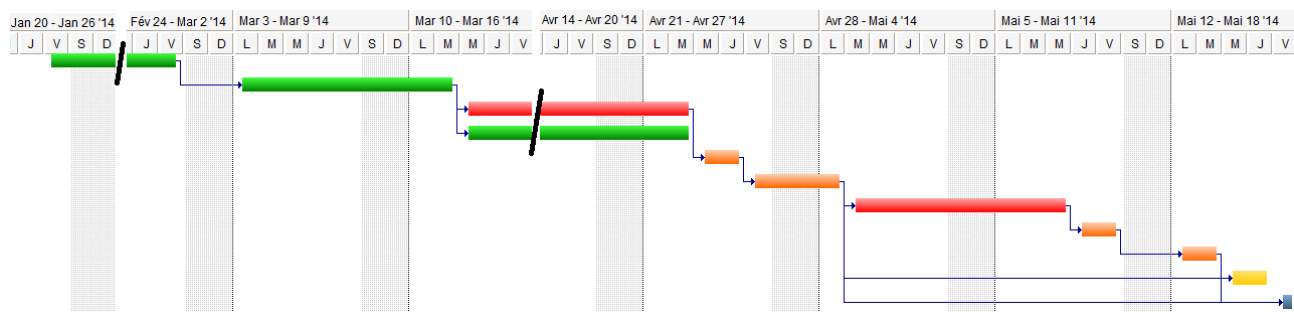 Jan 20 - Jan 26 '14 Fév 24 - Mar 2 '14 Mar 3 - Mar 9 '14 Mar 10 - Mar 16 '14 Avr 14 - Avr 20 '14 Avr 21 - Avr 27 '14 Avr 28 - Mai 4 '14 Mai 5 - Mai 11 '14 Mai 12 - Mai 18 '14
J V S D J V S D L M M J V S D L M M J V S D L M M J V S D L M M J V S D L M M J V S D L M M J V